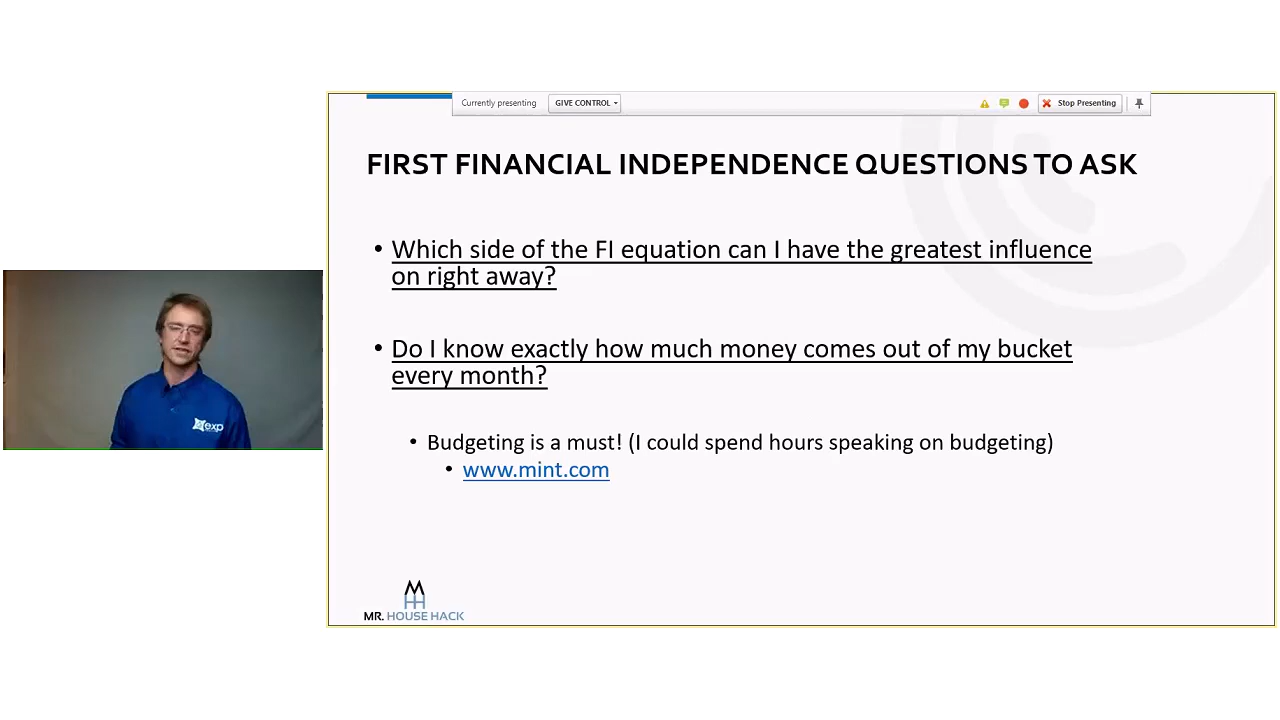 Currently presenting GIVE CONTROL Stop Presenting
FIRST FINANCIAL INDEPENDENCE QUESTIONS TO ASK
• Which side of the FI equation can I have the greatest influence
on right away?
• Do I know exactly how much money comes out of my bucket
every month?
• Budgeting is a must! (I could spend hours speaking on budgeting)
• www.mint.com
exp
MR. HOUSE HACK